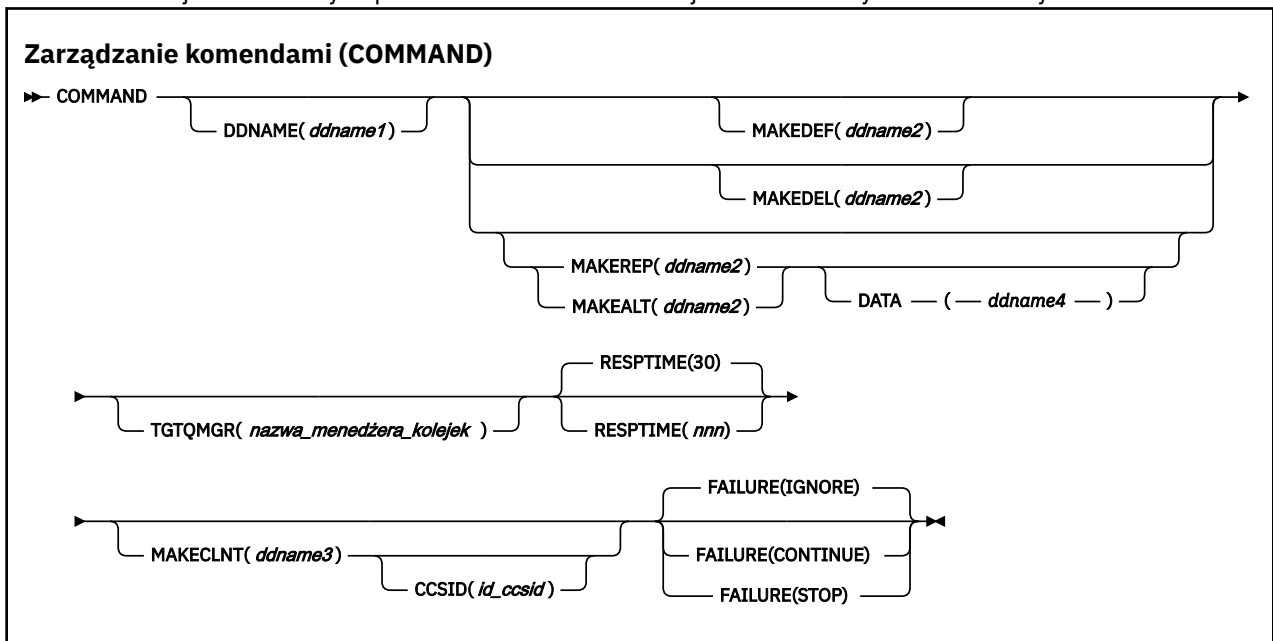 Zarządzanie komendami (COMMAND)
COMMAND
DDNAME( ddname1 )
MAKEDEF( ddname2 )
MAKEDEL( ddname2 )
MAKEREP( ddname2 )
MAKEALT( ddname2 )
DATA ( ddname4 )
TGTQMGR( nazwa_menedżera_kolejek )
RESPTIME(30)
RESPTIME( nnn)
MAKECLNT( ddname3 )
CCSID( id_ccsid )
FAILURE(IGNORE)
FAILURE(CONTINUE)
FAILURE(STOP)